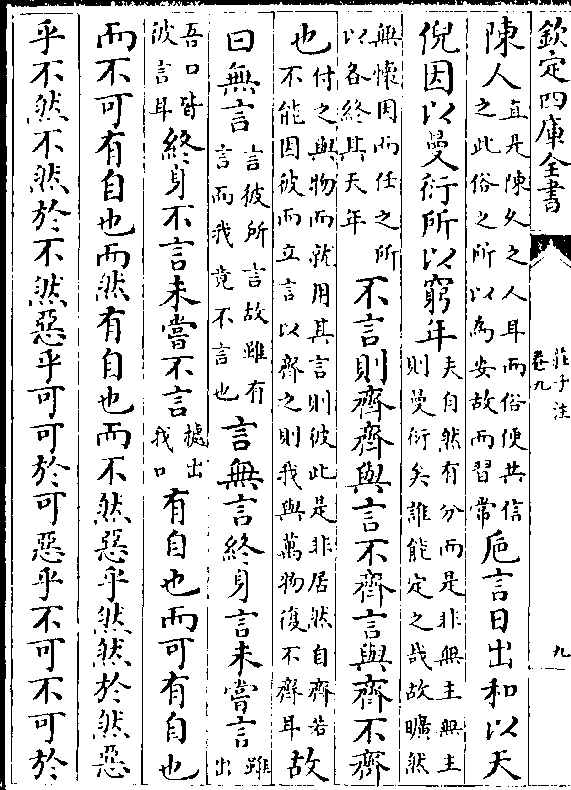 欽定四庫全書
莊子注
卷九
九
陳人直是陳久之人耳而俗便共信之此俗之所以為安故而習常巵言日出和以天
倪因以曼衍所以窮年夫自然有分而是非無主無主則曼衍矣誰能定之哉故曠然
無懷因而任之所以各終其天年不言則齊齊與言不齊言與齊不齊
也付之與物而就用其言則彼此是非居然自齊若不能因彼而立言以齊之則我與萬物復不齊耳故
曰無言言彼所言故雖有言而我竟不言也言無言終身言未嘗言雖出
吾口皆彼言耳終身不言未嘗不言據出我口有自也而可有自也
而不可有自也而然有自也而不然惡乎然然於然惡
乎不然不然於不然惡乎可可於可惡乎不可不可於